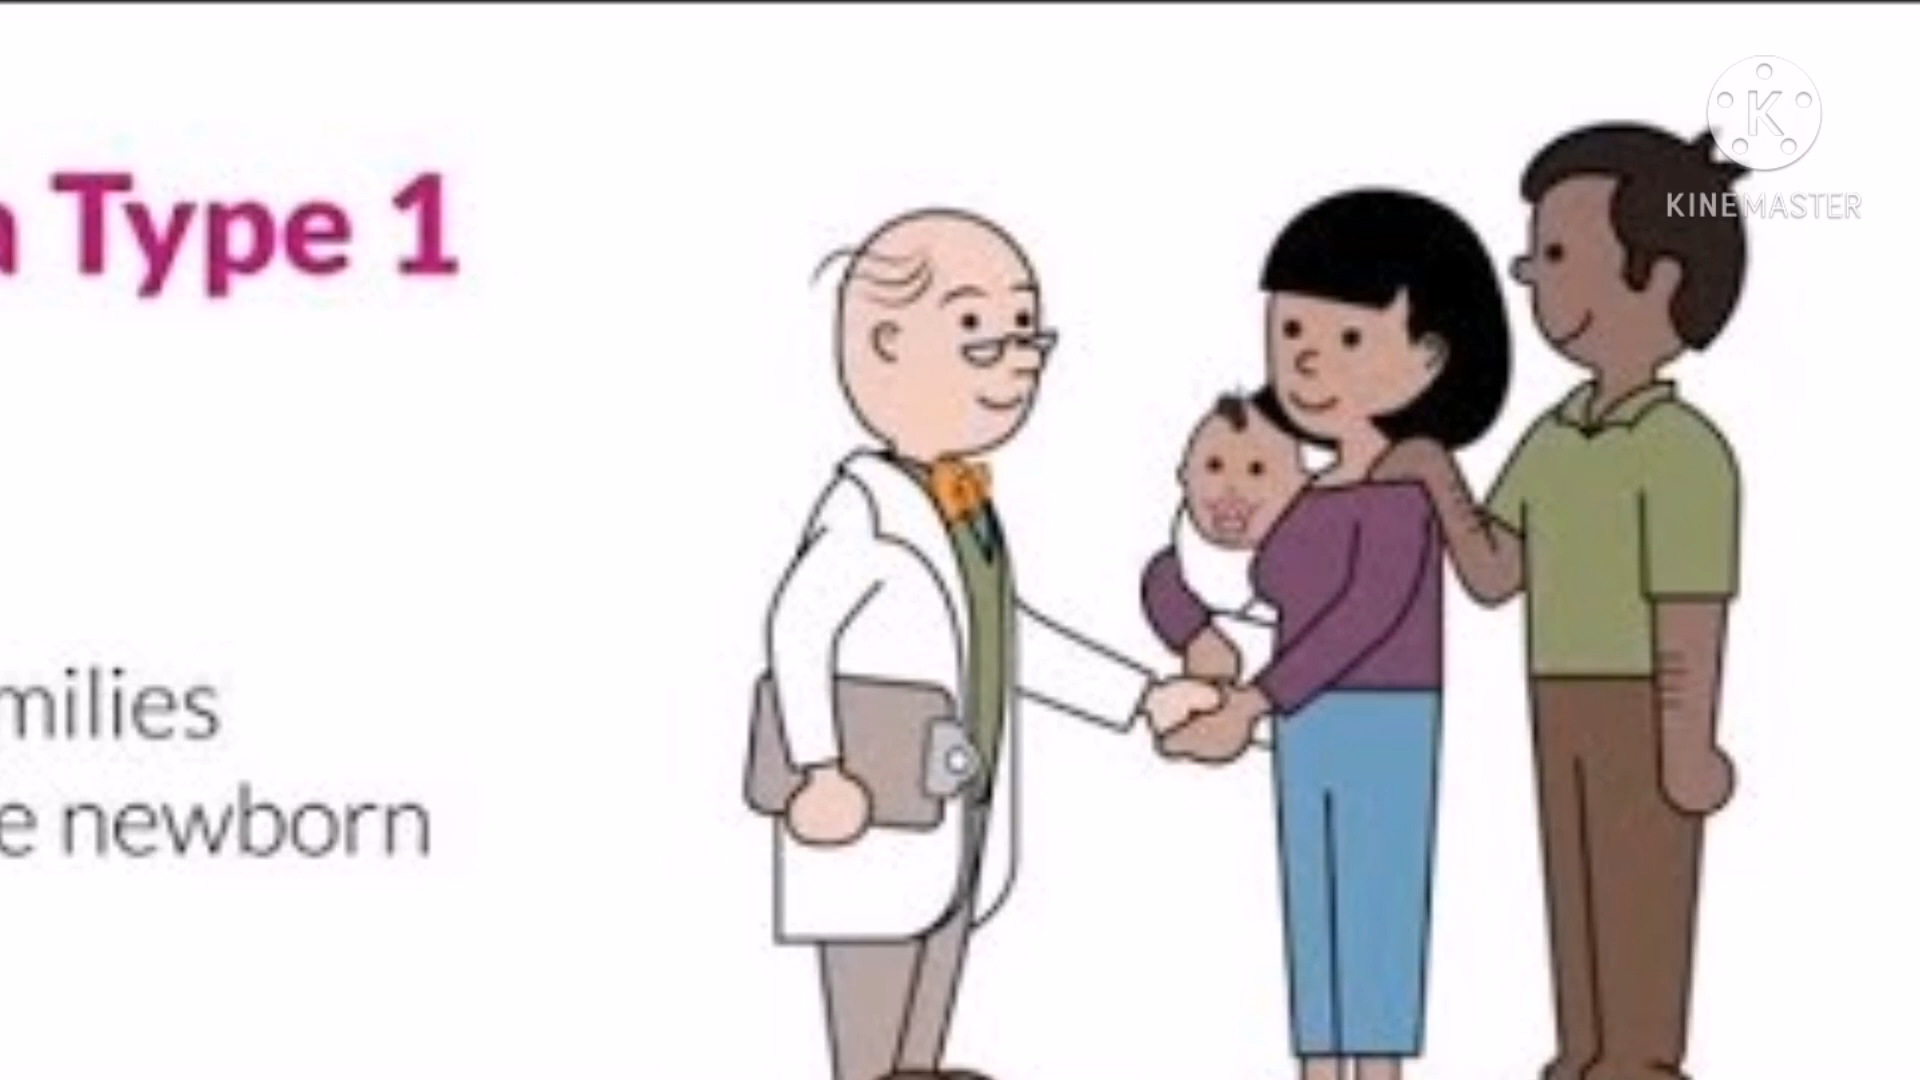 Type 1
milies
e newborn
K
KINEMASTER